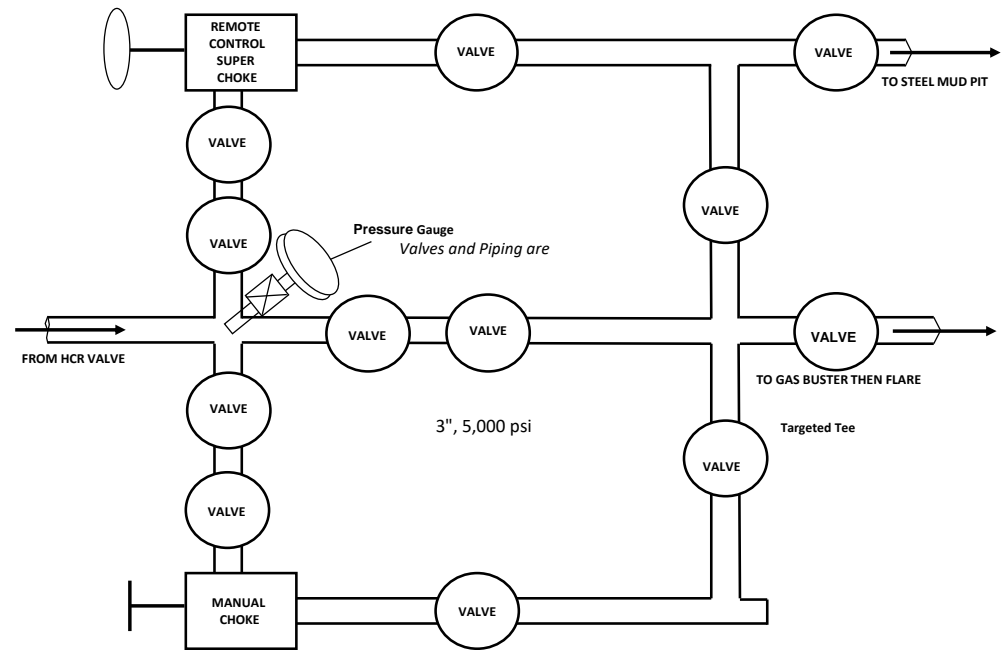 REMOTE
CONTROL
SUPER
CHOKE
VALVE
VALVE
TO STEEL MUD PIT
VALVE
VALVE
VALVE
Pressure Gauge
Valves and Piping are
VALVE
VALVE
VALVE
FROM HCR VALVE
TO GAS BUSTER THEN FLARE
VALVE
3", 5,000 psi
Targeted Tee
VALVE
VALVE
MANUAL
CHOKE
VALVE